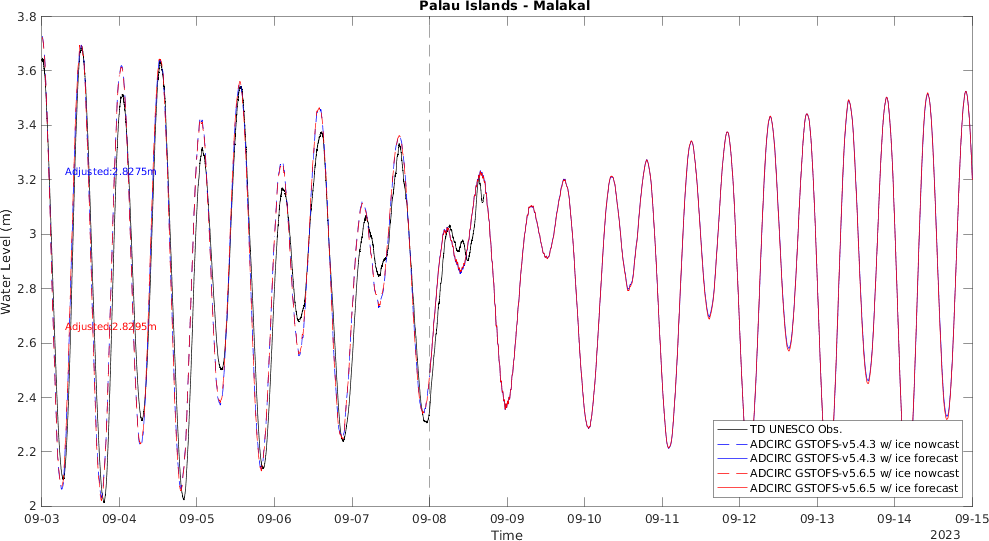 Palau Islands - Malakal
Water Level (m)
3.8
3.6
3.4
3.2
3
2.8
2.6
2.4
2.2
2
Adjusted:2.8275m
Adjusted:2.8295m
TD UNESCO Obs.
ADCIRC GSTOFS-v5.4.3 w/ ice nowcast
ADCIRC GSTOFS-v5.4.3 w/ ice forecast
ADCIRC GSTOFS-v5.6.5 w/ ice nowcast
ADCIRC GSTOFS-v5.6.5 w/ ice forecast
09-03 09-04 09-05 09-06 09-07 09-08 09-09 09-10 09-11 09-12 09-13 09-14 09-15
Time
2023